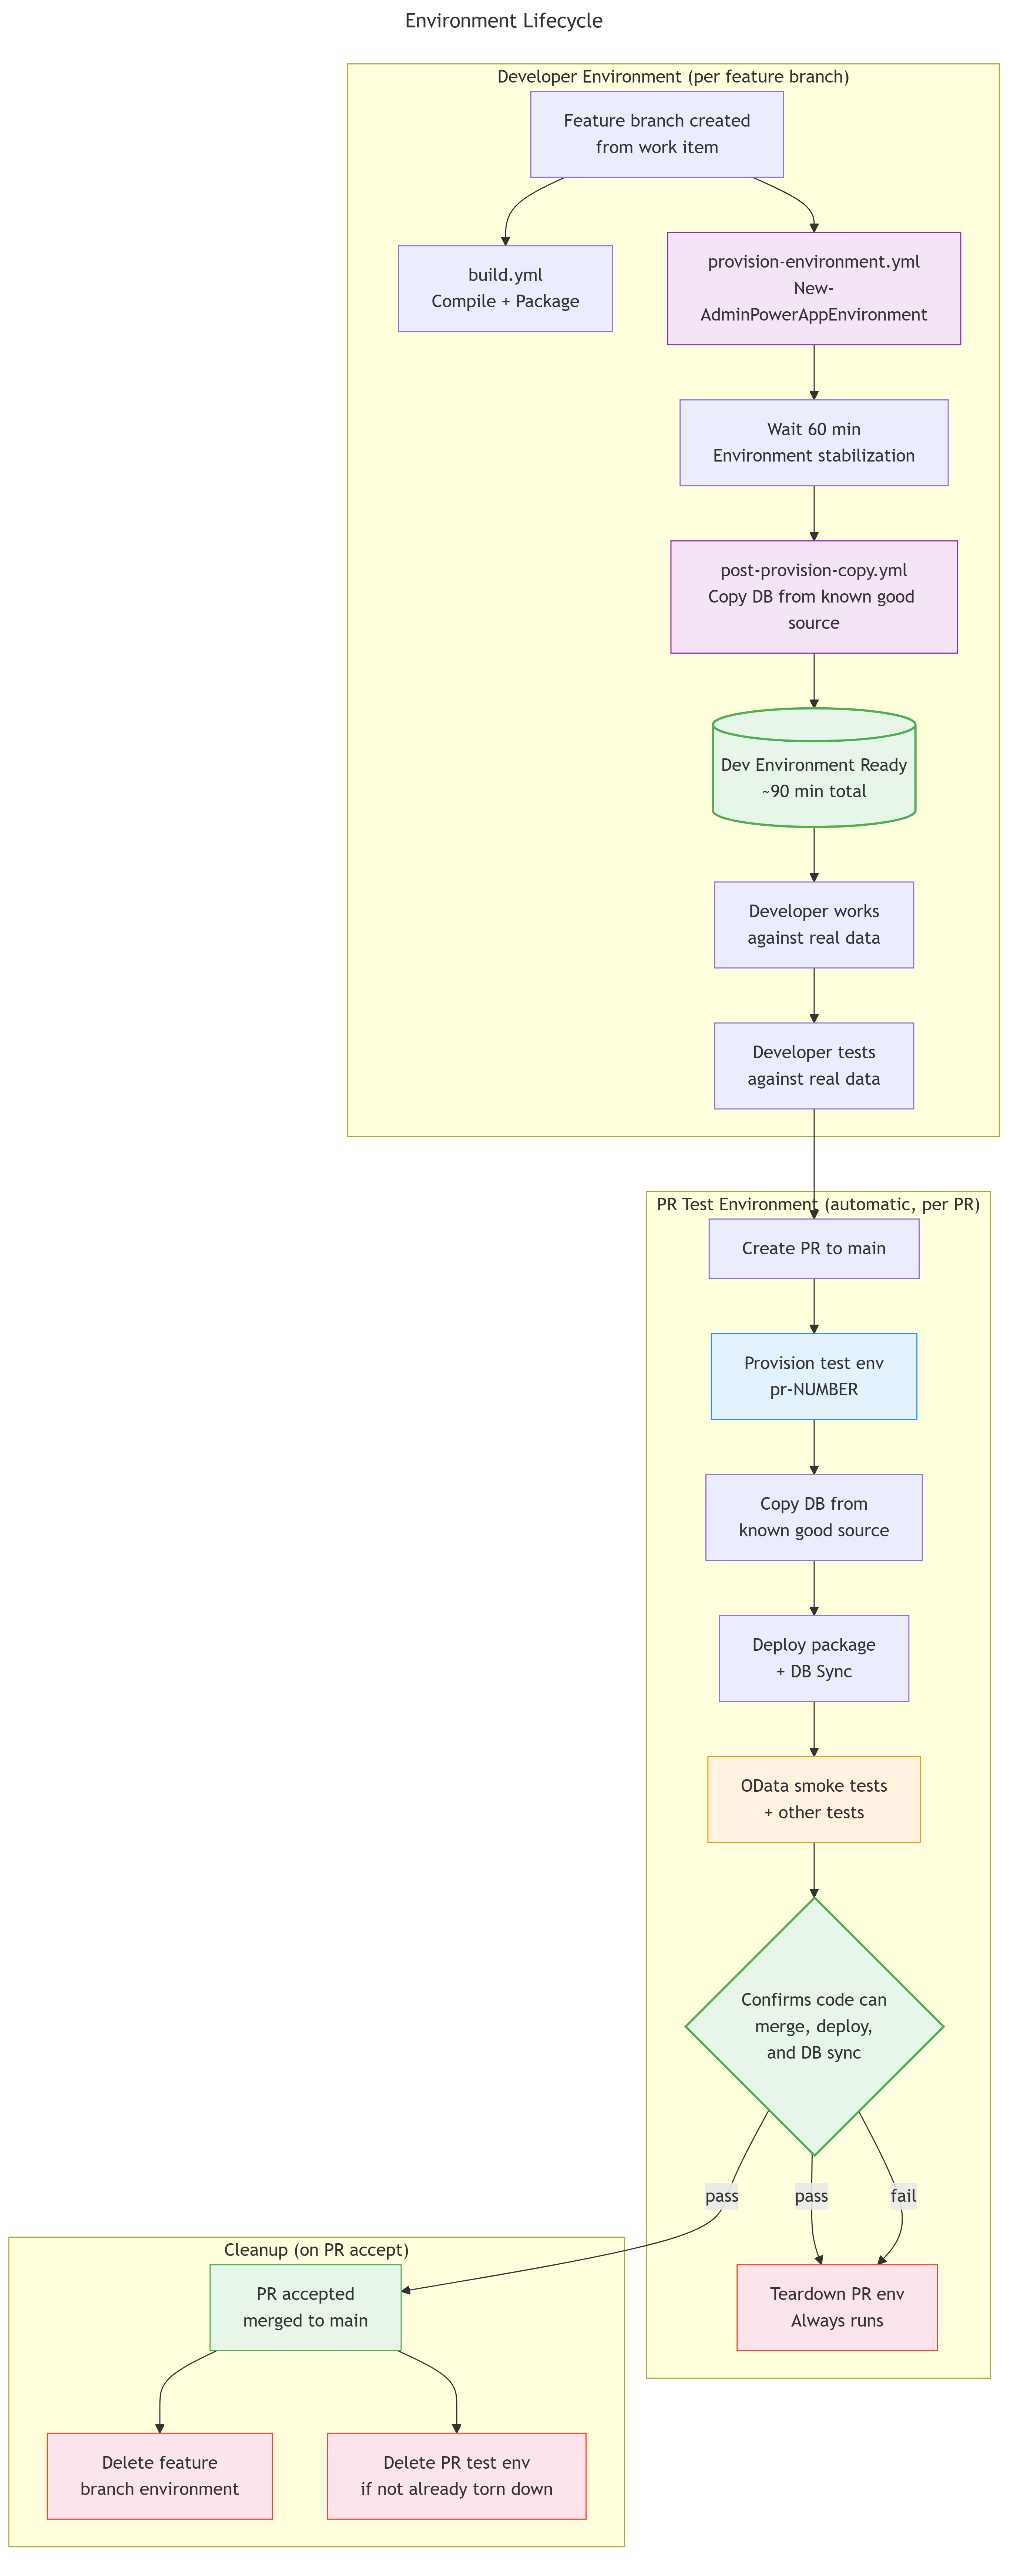 Environment Lifecycle
Developer Environment (per feature branch)
Feature branch created
from work item
build.yml
Compile + Package
provision-environment.yml
New-
AdminPowerAppEnvironment
Wait 60 min
Environment stabilization
post-provision-copy.yml
Copy DB from known good
source
Dev Environment Ready
~90 min total
Developer works
against real data
Developer tests
against real data
PR Test Environment (automatic, per PR)
Create PR to main
Provision test env
pr-NUMBER
Copy DB from
known good source
Deploy package
+ DB Sync
OData smoke tests
+ other tests
Confirms code can
merge, deploy,
and DB sync
pass
pass
fail
Cleanup (on PR accept)
PR accepted
merged to main
Teardown PR env
Always runs
Delete feature
branch environment
Delete PR test env
if not already torn down